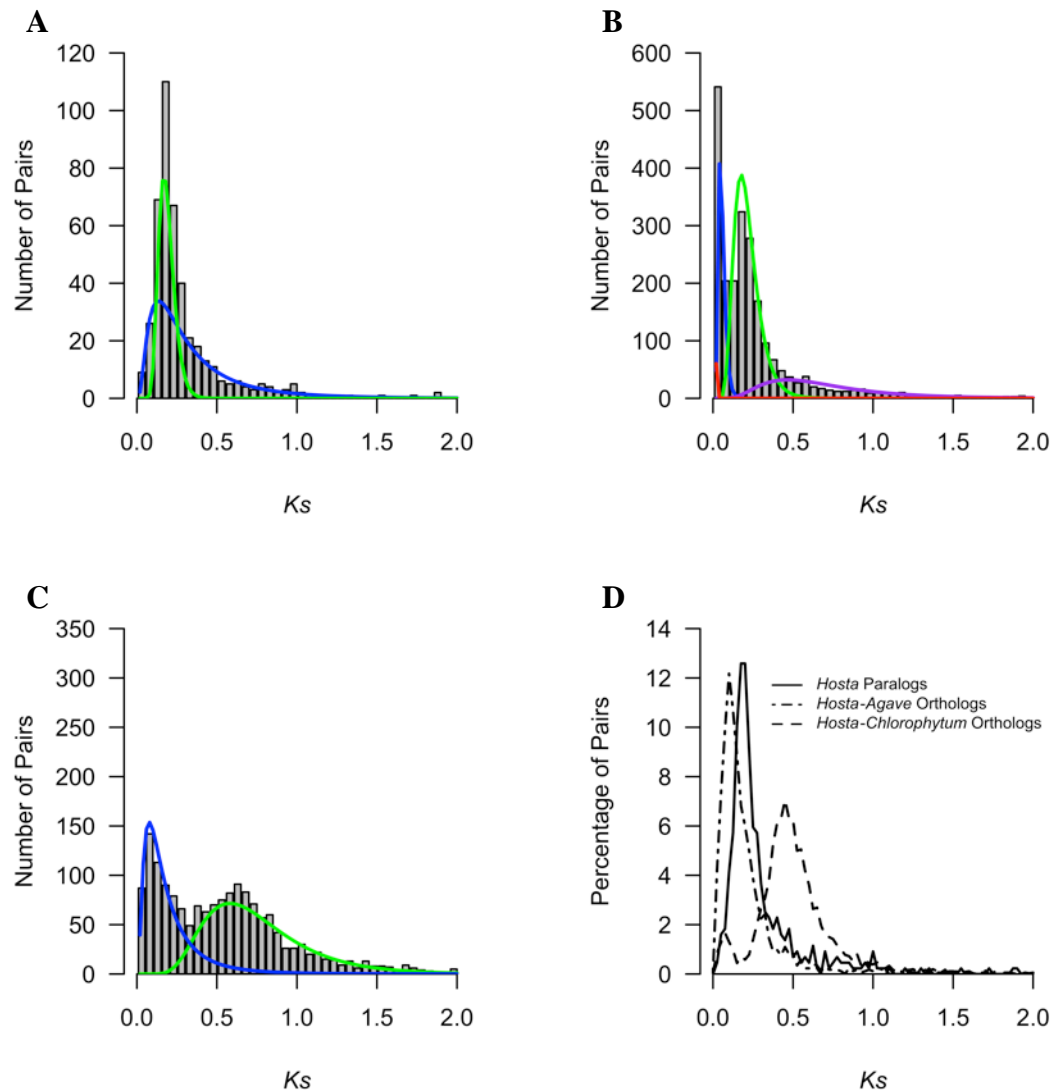 A
Number of Pairs
120
100
80
60
40
20
0
0.0 0.5 1.0 1.5 2.0
Ks
B
Number of Pairs
600
500
400
300
200
100
0
0.0 0.5 1.0 1.5 2.0
Ks
C
Number of Pairs
350
300
250
200
150
100
50
0
0.0 0.5 1.0 1.5 2.0
Ks
D
Percentage of Pairs
14
12
10
8
6
4
2
0
Hosta Paralogs
Hosta-Agave Orthologs
Hosta-Chlorophytum Orthologs
0.0 0.5 1.0 1.5 2.0
Ks